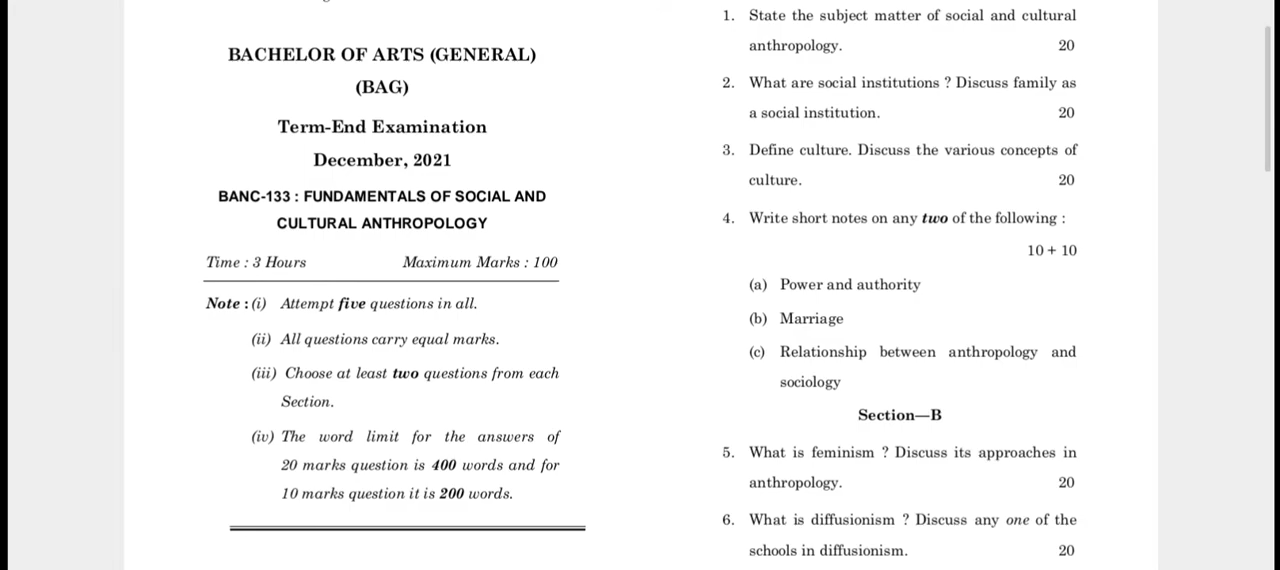 BACHELOR OF ARTS (GENERAL)
(BAG)
Term-End Examination
December, 2021
BANC-133 : FUNDAMENTALS OF SOCIAL AND
CULTURAL ANTHROPOLOGY
Time : 3 Hours Maximum Marks : 100
Note : (i) Attempt five questions in all.
(ii) All questions carry equal marks.
(iii) Choose at least two questions from each
Section.
(iv) The word limit for the answers of
20 marks question is 400 words and for
10 marks question it is 200 words.
1. State the subject matter of social and cultural
anthropology. 20
2. What are social institutions ? Discuss family as
a social institution. 20
3. Define culture. Discuss the various concepts of
culture. 20
4. Write short notes on any two of the following :
10 + 10
(a) Power and authority
(b) Marriage
(c) Relationship between anthropology and
sociology
Section—B
5. What is feminism ? Discuss its approaches in
anthropology. 20
6. What is diffusionism ? Discuss any one of the
schools in diffusionism. 20